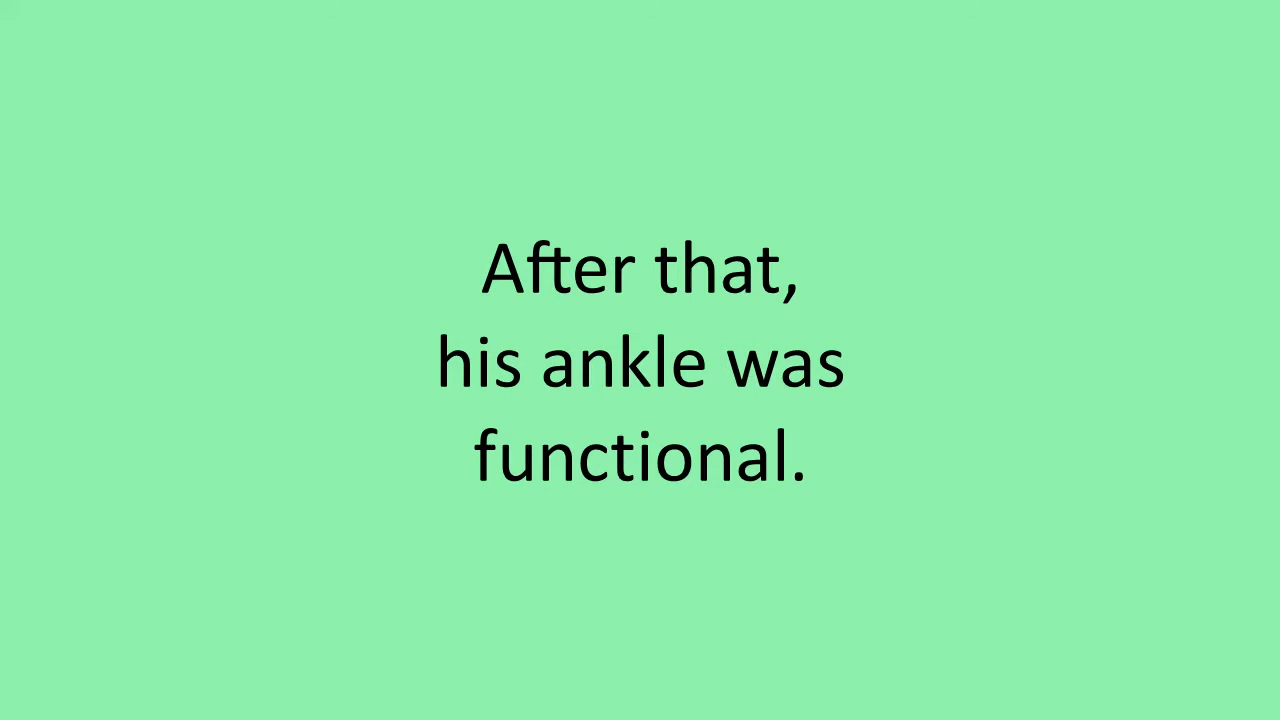 After that,
his ankle was
functional.